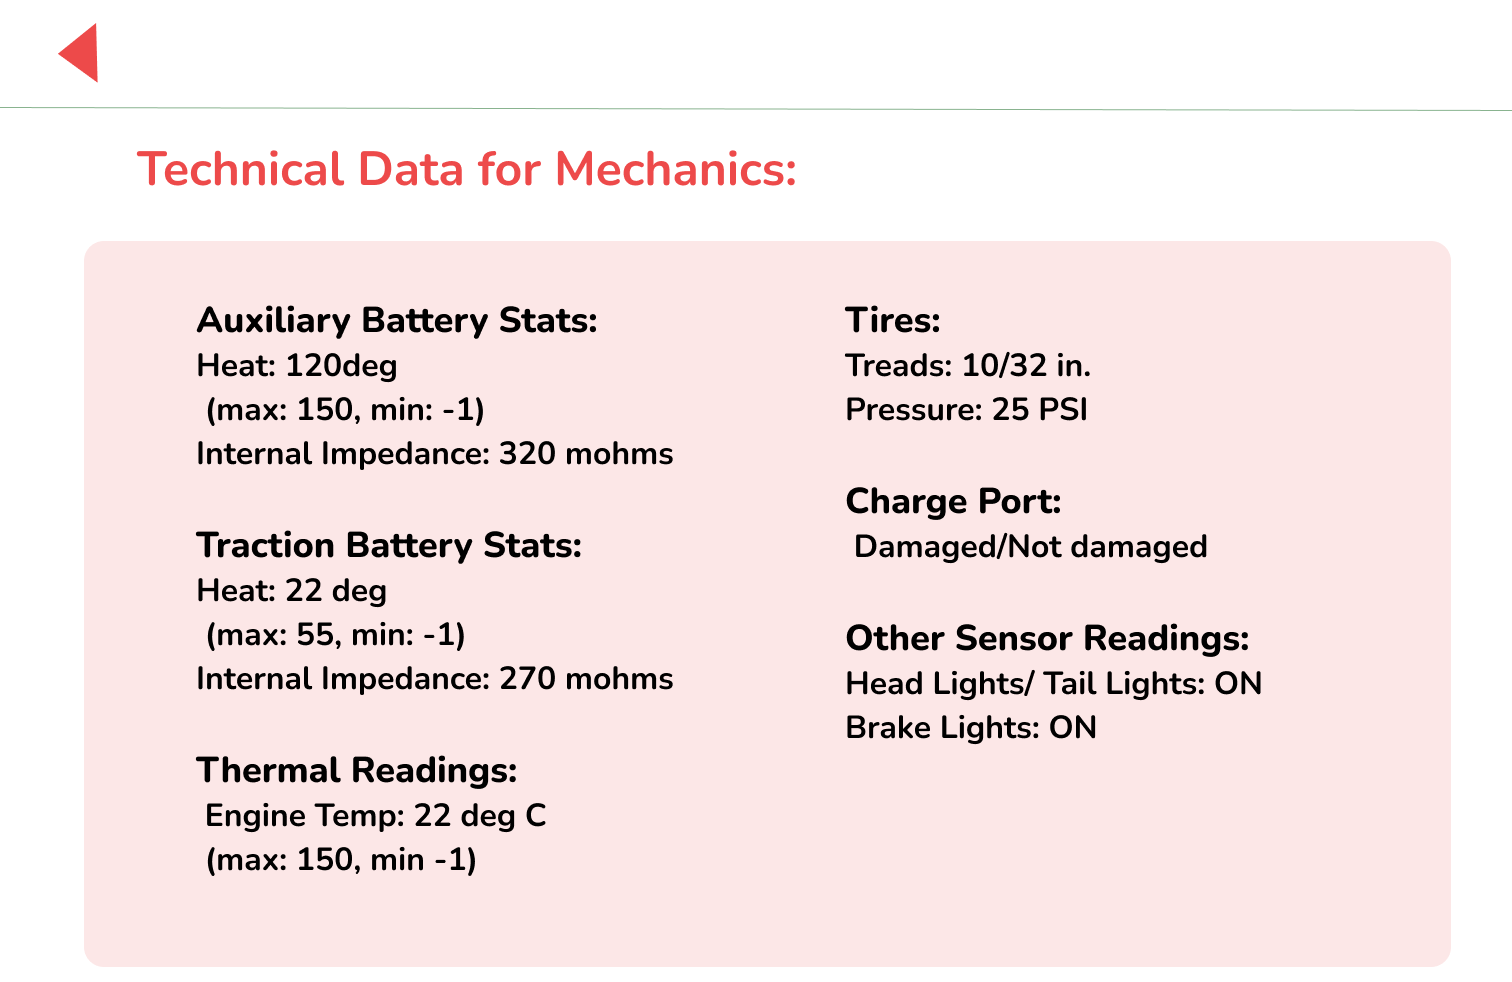 Technical Data for Mechanics:
Auxiliary Battery Stats:
Heat: 120deg
(max: 150, min: -1)
Internal Impedance: 320 mohms
Traction Battery Stats:
Heat: 22 deg
(max: 55, min: -1)
Internal Impedance: 270 mohms
Thermal Readings:
Engine Temp: 22 deg C
(max: 150, min -1)
Tires:
Treads: 10/32 in.
Pressure: 25 PSI
Charge Port:
Damaged/Not damaged
Other Sensor Readings:
Head Lights/ Tail Lights: ON
Brake Lights: ON